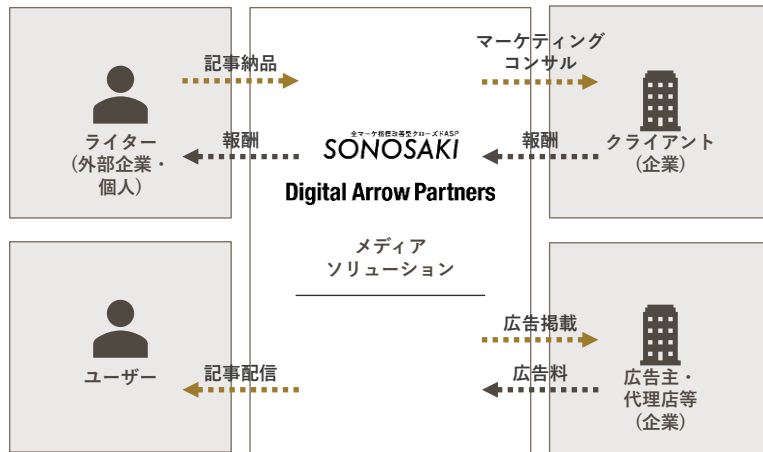 記事納品
ライター
(外部企業・
個人)
報酬
マーケティング
コンサル
クライアント
(企業)
報酬
全マーケ指標改善型クローズドASP
SONOSAKI
Digital Arrow Partners
メディア
ソリューション
ユーザー
記事配信
広告掲載
広告料
広告主・
代理店等
(企業)